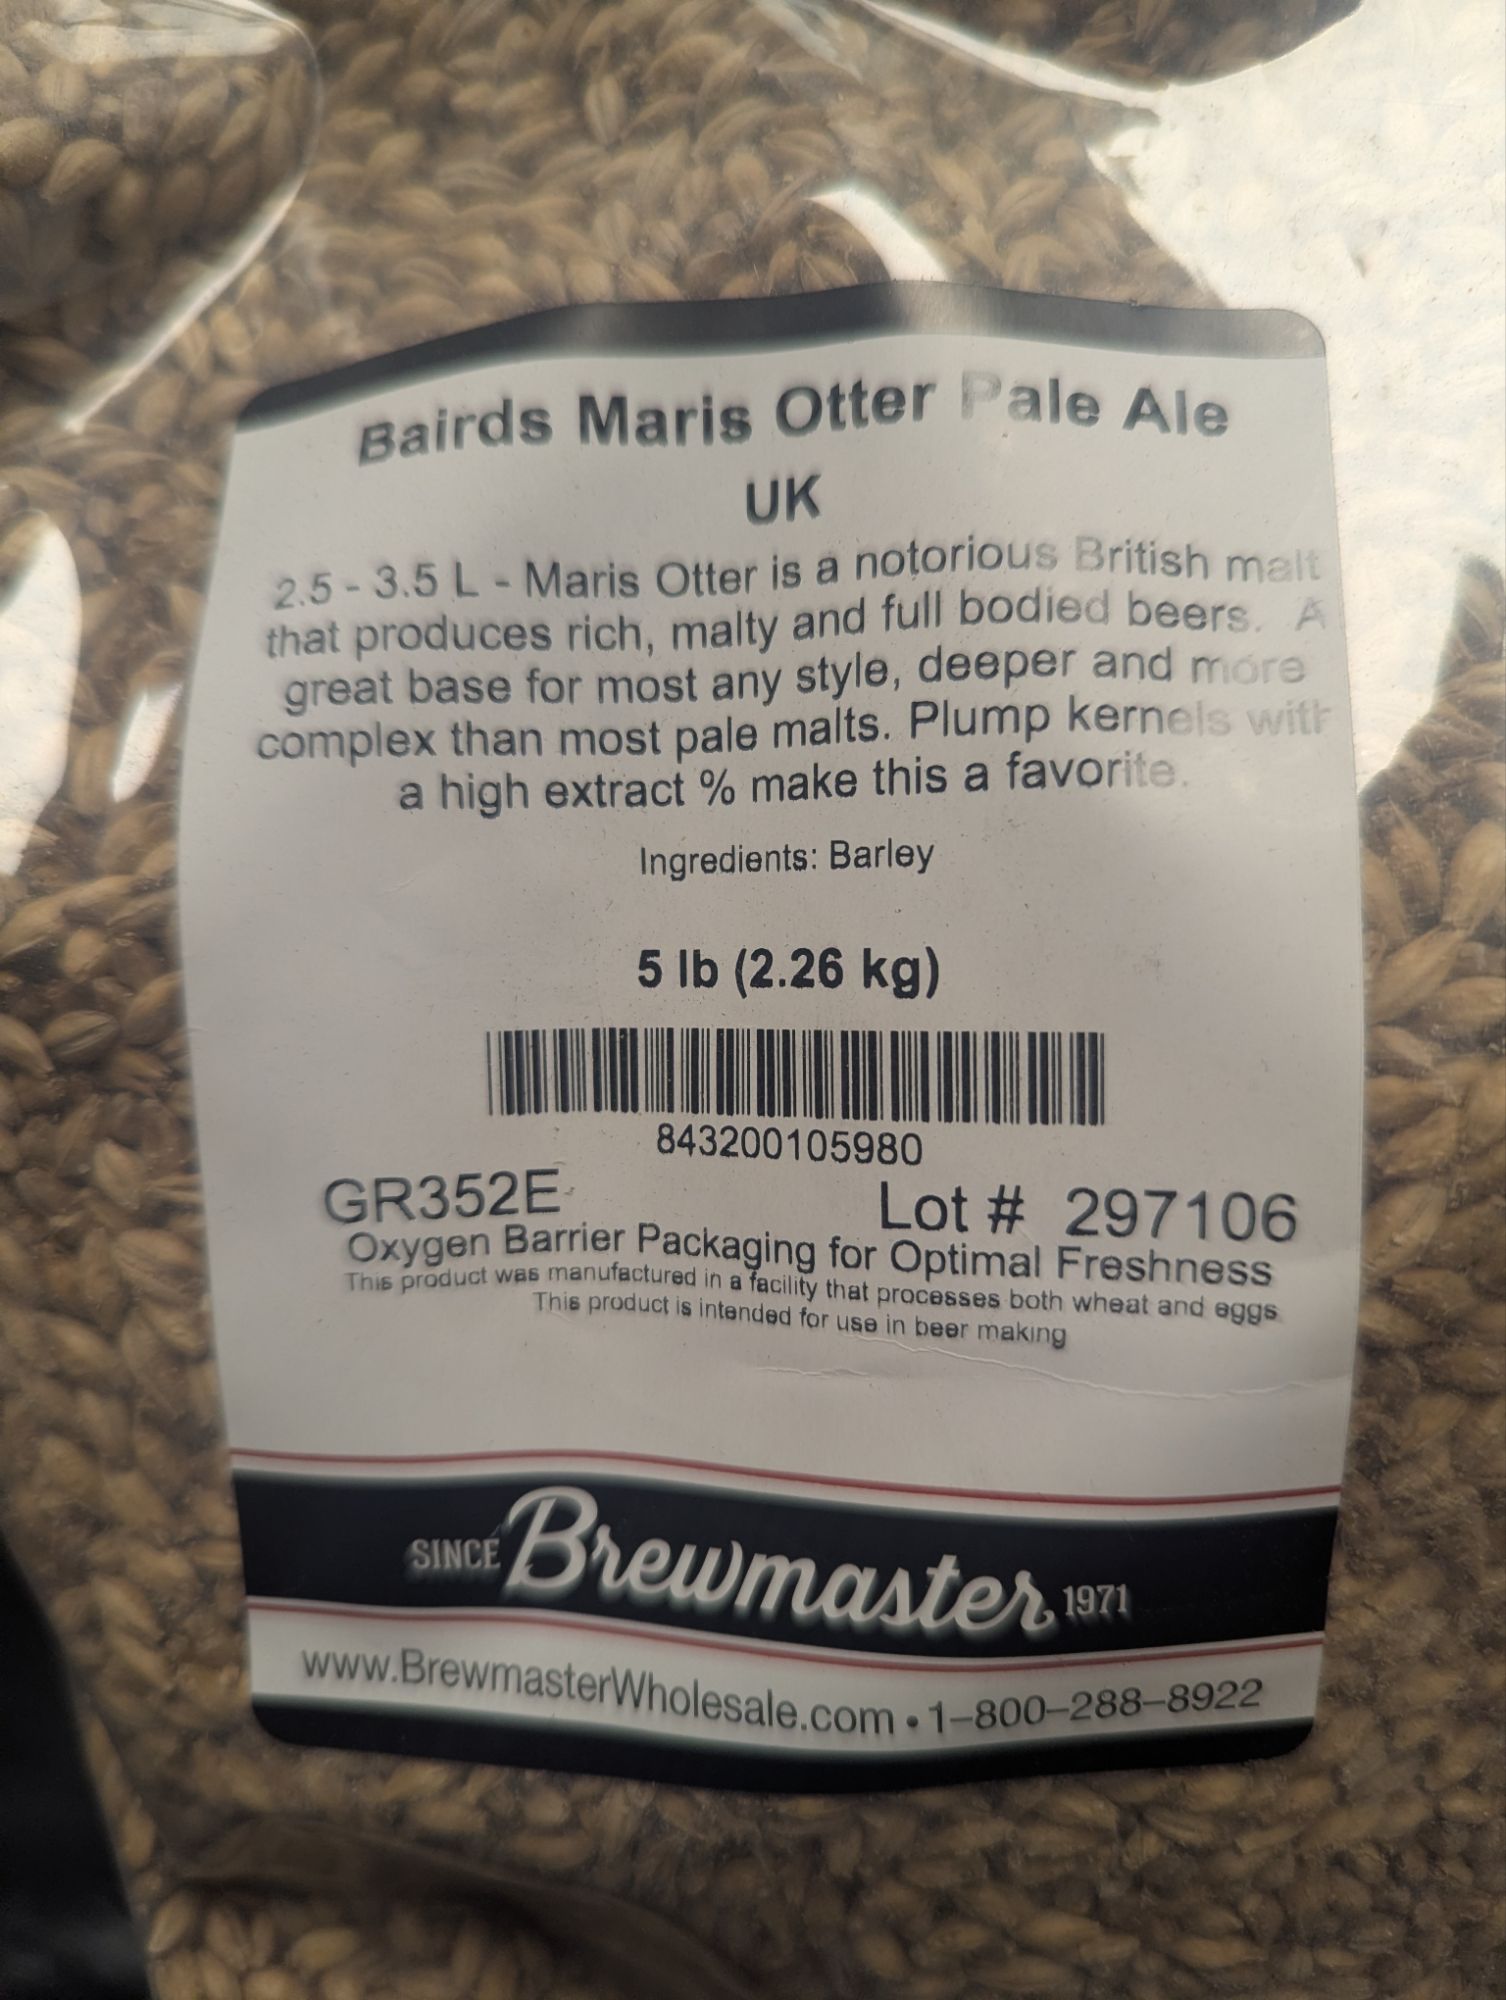 Bairds Maris Otter Pale Ale
UK
2.5 - 3.5 L - Maris Otter is a notorious British malt
that produces rich, malty and full bodied beers. A
great base for most any style, deeper and more
complex than most pale malts. Plump kernels with
a high extract % make this a favorite.
Ingredients: Barley
5 lb (2.26 kg)
843200105980
GR352E Lot # 297106
Oxygen Barrier Packaging for Optimal Freshness
This product was manufactured in a facility that processes both wheat and eggs
This product is intended for use in beer making
SINCE Brewmaster 1971
www.BrewmasterWholesale.com • 1-800-288-8922